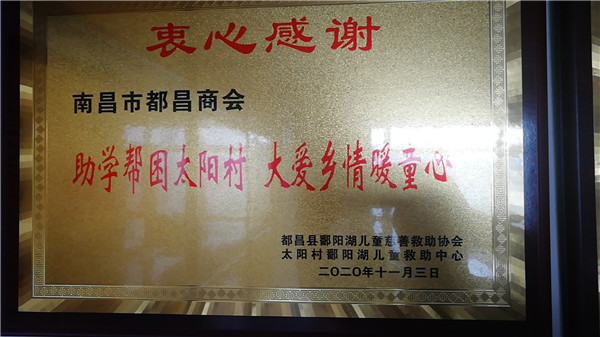 衷心感谢
南昌市都昌商会
助学帮困太阳村 大爱乡情暖童心
都昌县鄱阳湖儿童慈善救助协会
太阳村鄱阳湖儿童救助中心
二〇二〇年十一月三日